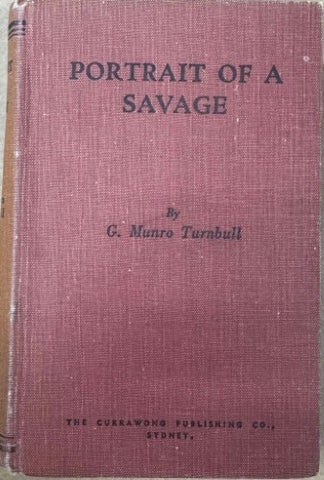 PORTRAIT OF A
SAVAGE
By
G. Munro Turnbull
THE CURRAWONG PUBLISHING CO.,
SYDNEY.